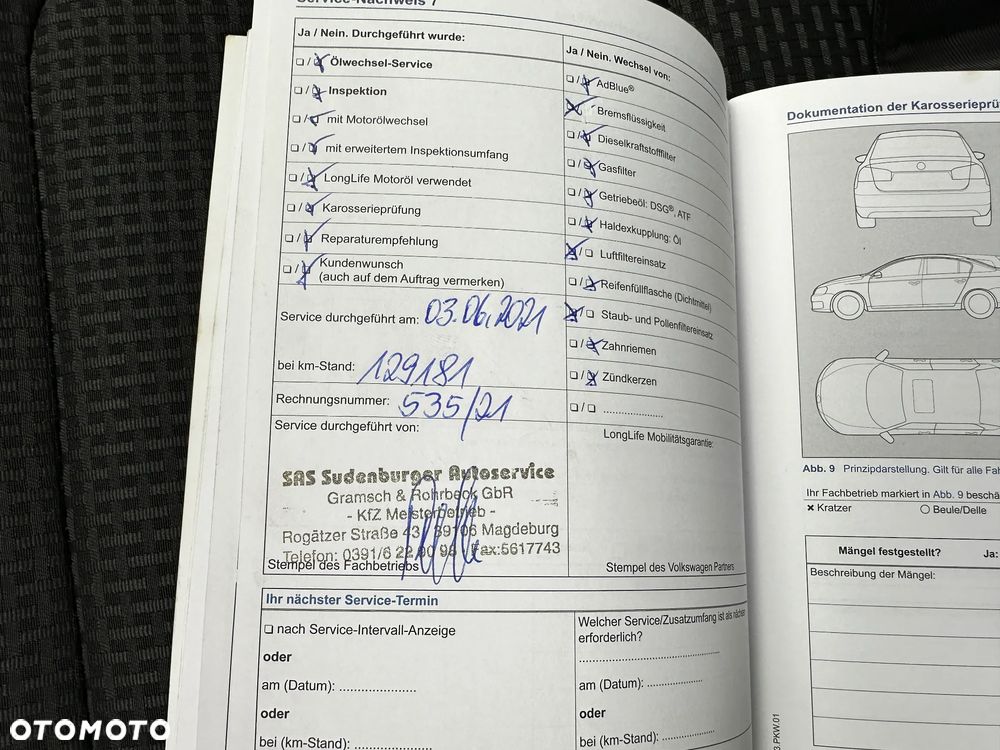 Service-Nachweis 7
Ja / Nein. Durchgeführt wurde:
/ Ölwechsel-Service
/ Inspektion
/ mit Motorölwechsel
/ mit erweitertem Inspektionsumfang
/ LongLife Motoröl verwendet
/ Karosserieprüfung
/ Reparaturempfehlung
/ Kundenwunsch
(auch auf dem Auftrag vermerken)
Service durchgeführt am: 03.06.2021
bei km-Stand: 129181
Rechnungsnummer: 535/21
Service durchgeführt von:
SAS Sudenburger Autoservice
Gramsch & Rohrbeck GbR
- KfZ Meisterbetrieb -
Rogätzer Straße 43 39106 Magdeburg
Telefon: 0391/6 22 00 Fax:5617743
Stempel des Fachbetriebs
Ja / Nein. Wechsel von:
/ AdBlue®
Bremsflüssigkeit
/ Dieselkraftstofffilter
/ Gasfilter
/ Getriebeöl: DSG®, ATF
/ Haldexkupplung: Öl
/ Luftfiltereinsatz
/ Reifenfüllflasche (Dichtmittel)
/ Staub- und Pollenfiltereinsatz
/ Zahnriemen
/ Zündkerzen
/ ....................
LongLife Mobilitätsgarantie:
Stempel des Volkswagen Partners
Ihr nächster Service-Termin
nach Service-Intervall-Anzeige
oder
am (Datum): ......................
oder
bei (km-Stand): ......................
Welcher Service/Zusatzumfang ist als nächstes
erforderlich?
........................................
am (Datum): ................
oder
bei (km-Stand): ................
Dokumentation der Karosserieprü
Abb. 9 Prinzipdarstellung. Gilt für alle Fah
Ihr Fachbetrieb markiert in Abb. 9 beschä
× Kratzer ○ Beule/Delle
Mängel festgestellt? Ja:
Beschreibung der Mängel:
3.PKW.01
OTOMOTO